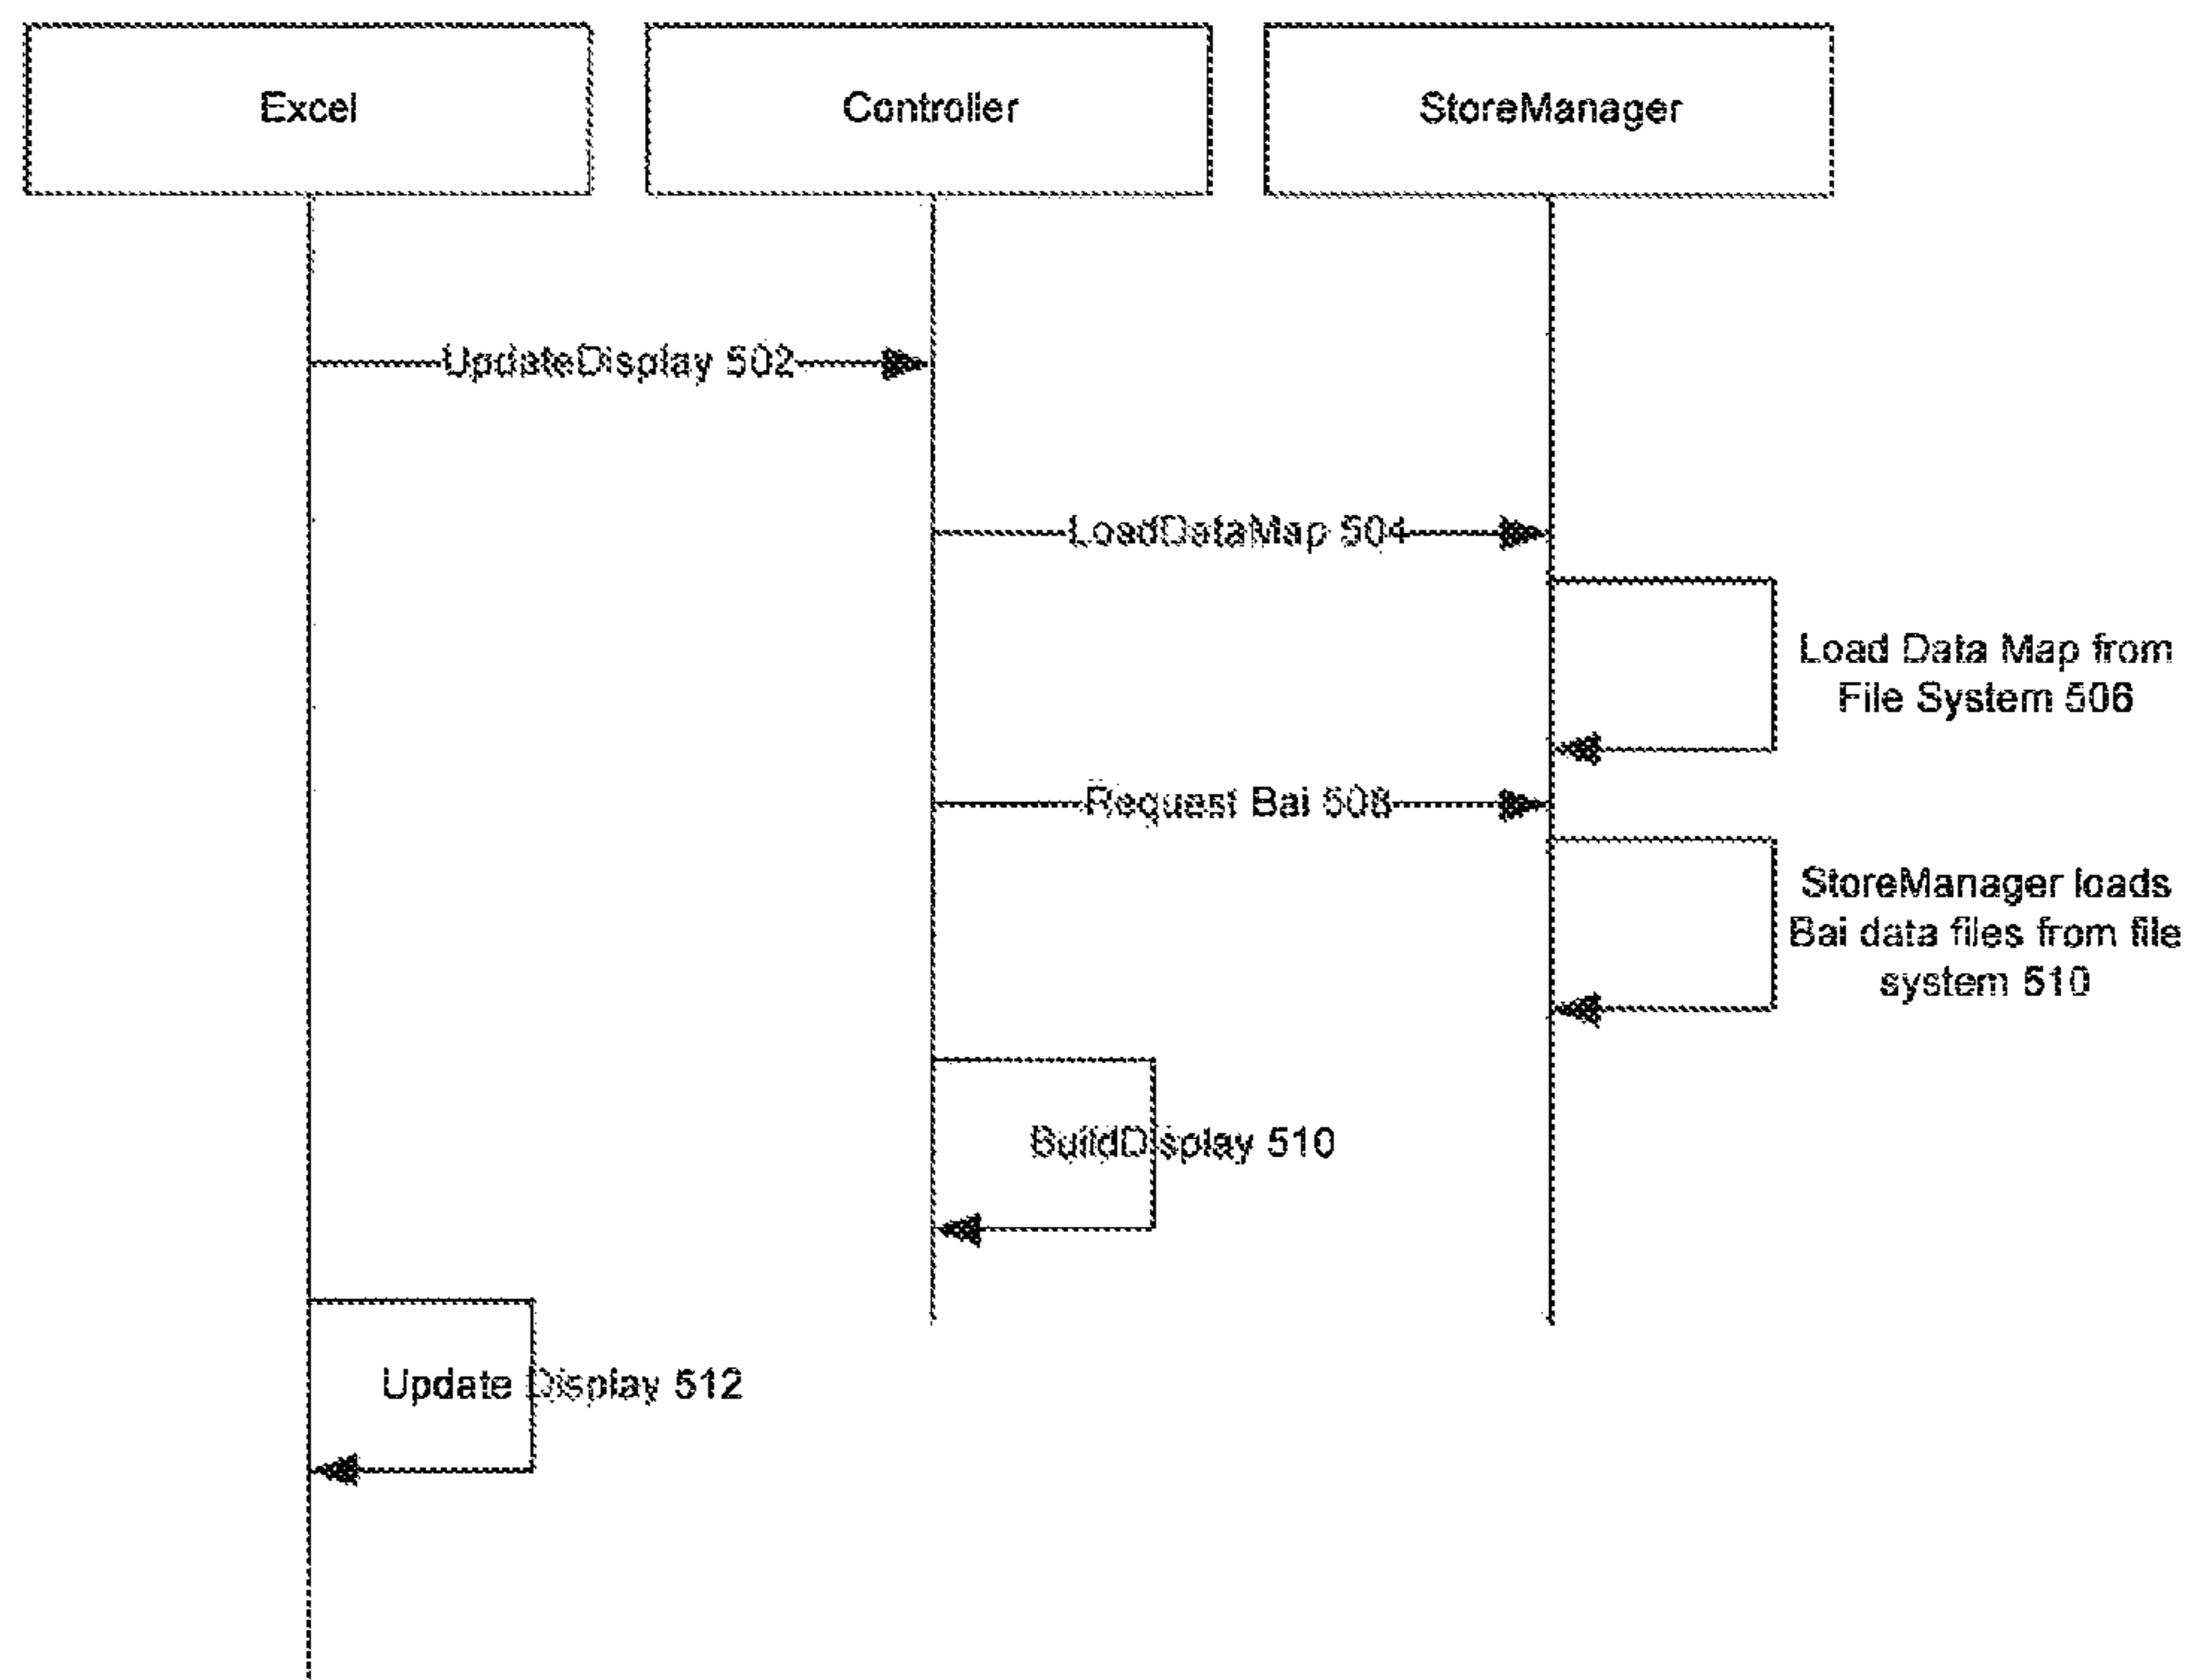 Excel
Controller
StoreManager
UpdateDisplay 502
LoadDataMap 504
Load Data Map from
File System 506
Request Bai 508
StoreManager loads
Bai data files from file
system 510
BuildDisplay 510
Update Display 512